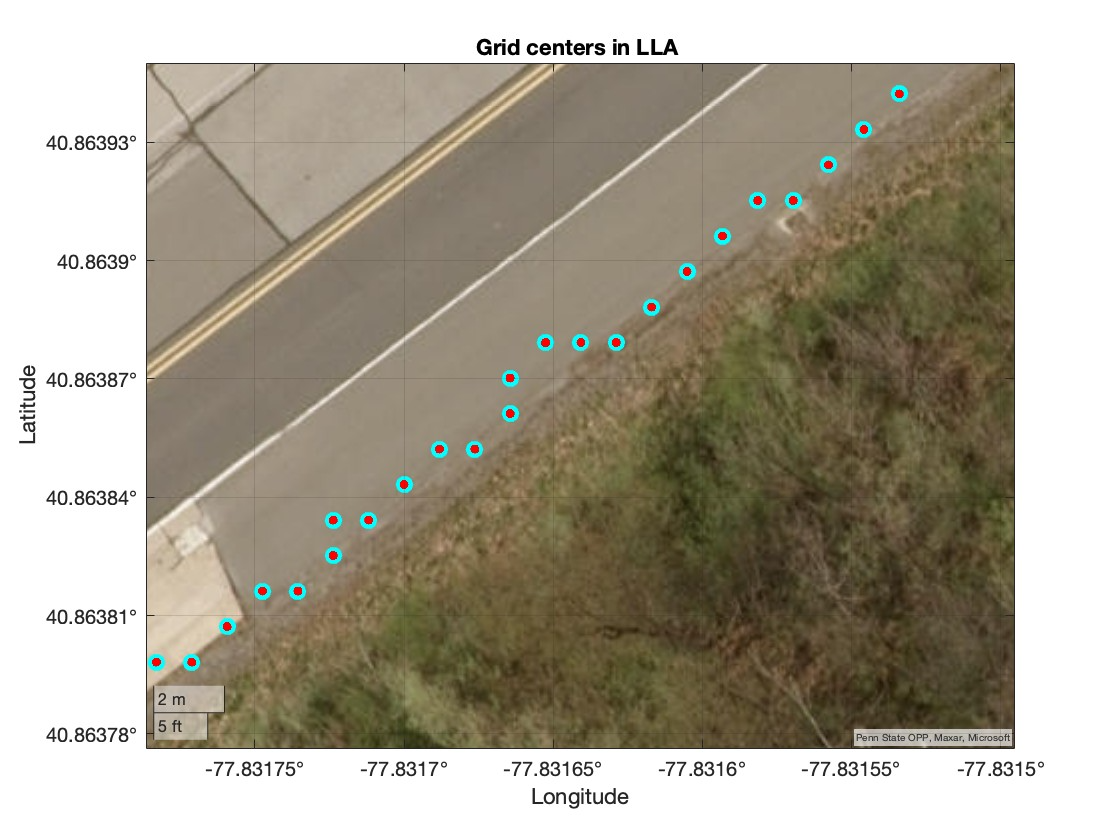 Grid centers in LLA
40.86393°
40.8639°
40.86387°
40.86384°
40.86381°
40.86378°
Latitude
2 m
5 ft
Penn State OPP, Maxar, Microsoft
-77.83175°
-77.8317°
-77.83165°
-77.8316°
-77.83155°
-77.8315°
Longitude